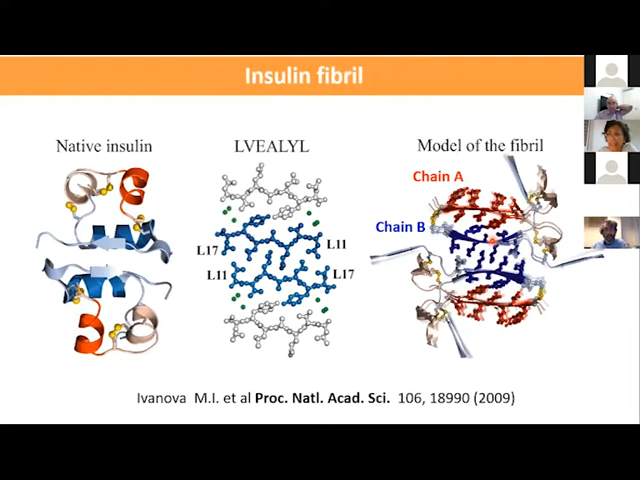 Insulin fibril
Native insulin
LVEALYL
Model of the fibril
Chain A
Chain B
L17
L11
L11
L17
Ivanova M.I. et al Proc. Natl. Acad. Sci. 106, 18990 (2009)